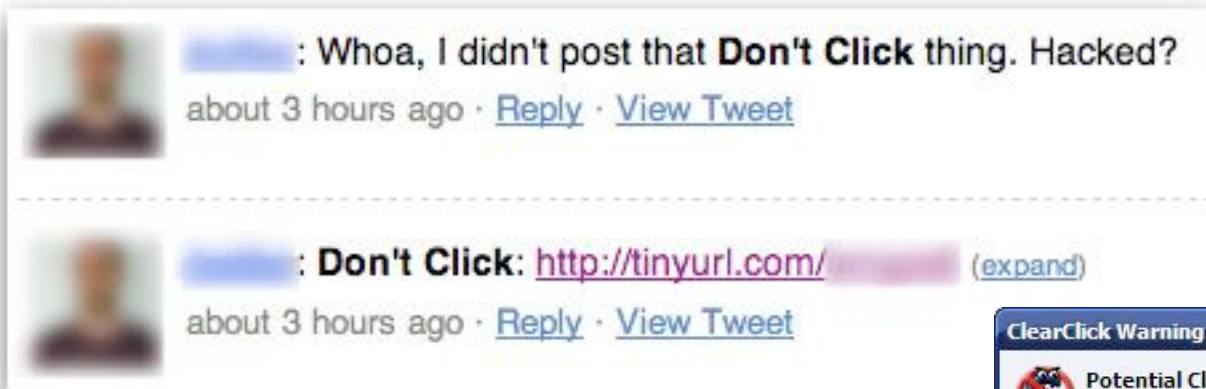 : Whoa, I didn't post that Don't Click thing. Hacked?
about 3 hours ago · Reply · View Tweet
: Don't Click: http://tinyurl.com/ (expand)
about 3 hours ago · Reply · View Tweet
ClearClick Warning
Potential